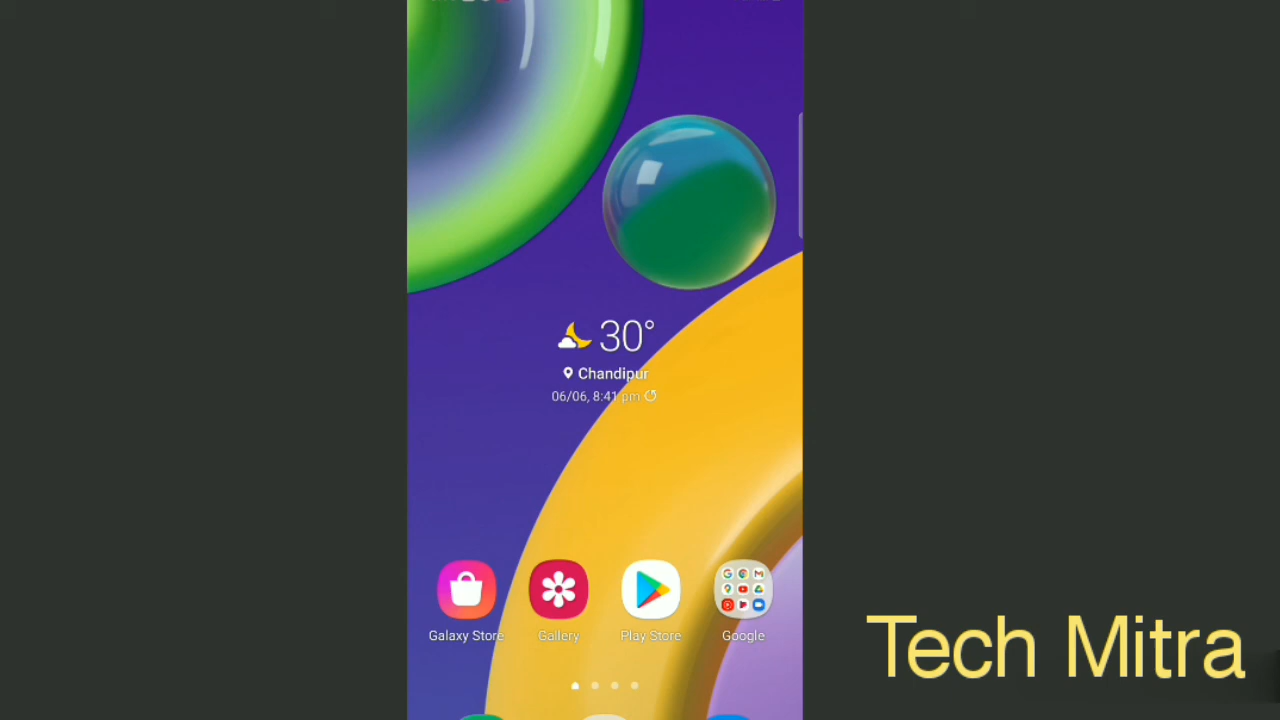 30°
Chandipur
06/06, 8:41 pm
Galaxy Store
Gallery
Play Store
Google
Tech Mitra